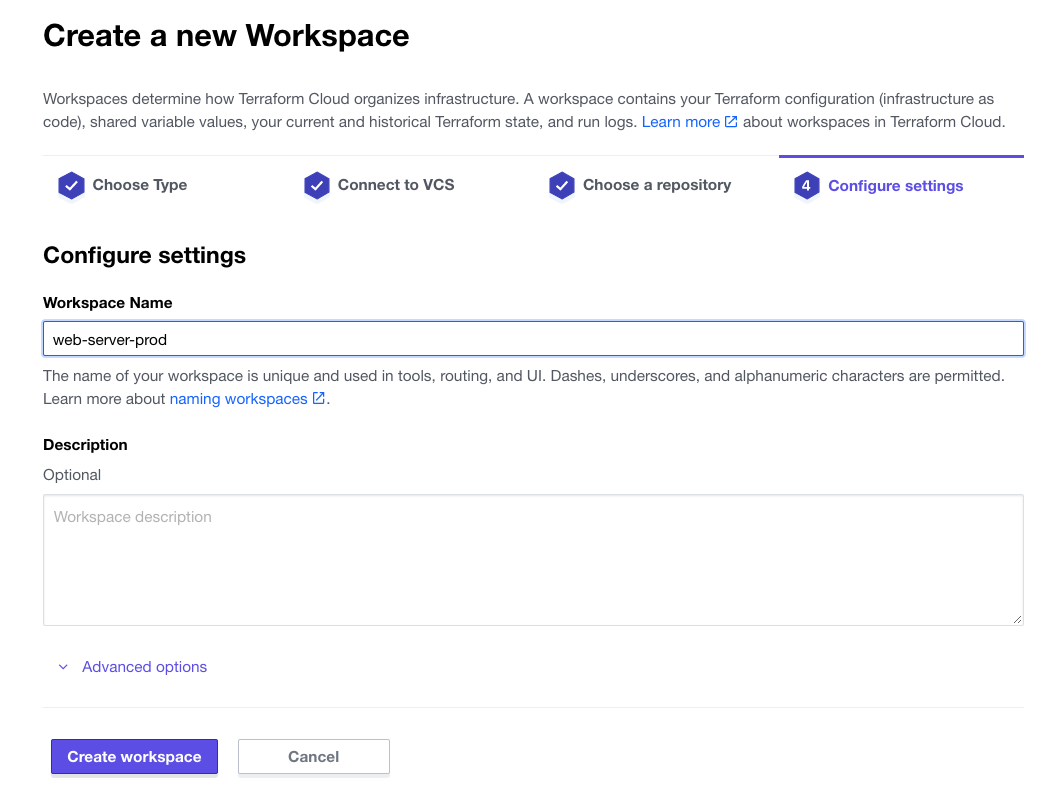 Create a new Workspace
Workspaces determine how Terraform Cloud organizes infrastructure. A workspace contains your Terraform configuration (infrastructure as
code), shared variable values, your current and historical Terraform state, and run logs. Learn more about workspaces in Terraform Cloud.
Choose Type
Connect to VCS
Choose a repository
4 Configure settings
Configure settings
Workspace Name
web-server-prod
The name of your workspace is unique and used in tools, routing, and UI. Dashes, underscores, and alphanumeric characters are permitted.
Learn more about naming workspaces.
Description
Optional
Workspace description
Advanced options
Create workspace
Cancel